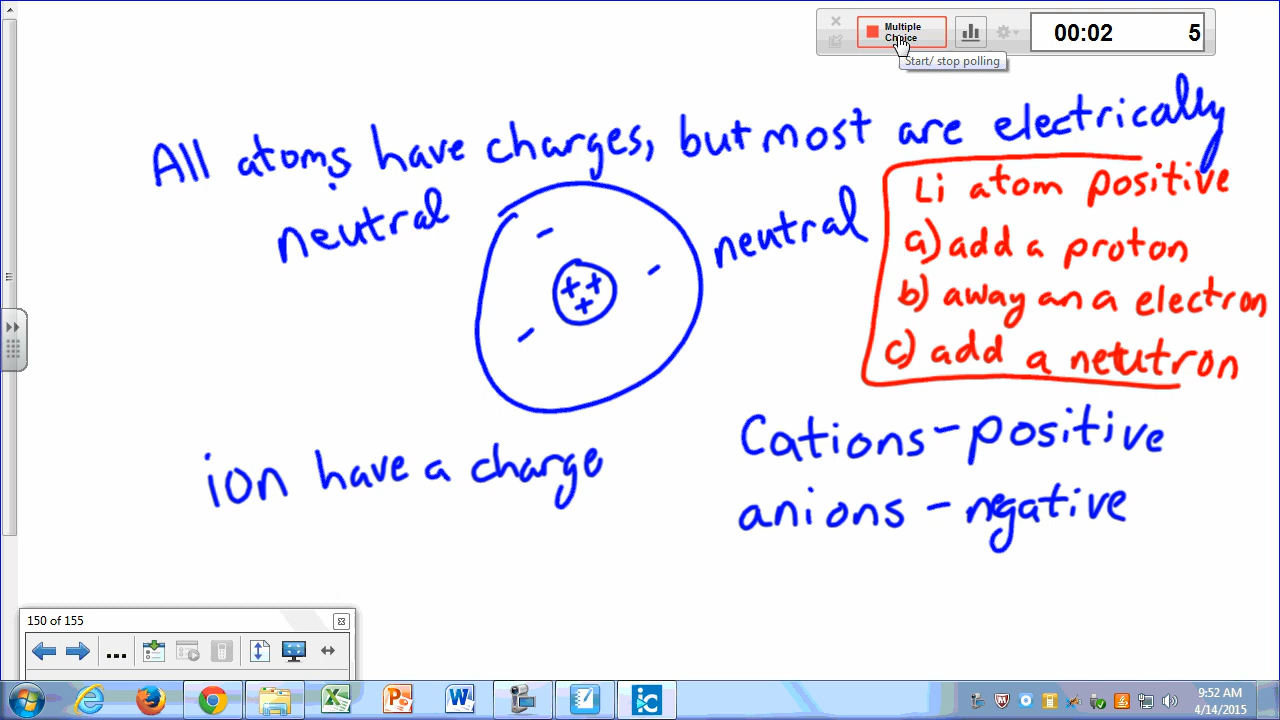 Multiple
Choice
00:02 5
Start/ stop polling
All atoms have charges, but most are electrically
neutral
neutral
- - -
+ + +
Li atom positive
a) add a proton
b) away an a electron
c) add a neutron
ion have a charge
Cations - positive
anions - negative
150 of 155
...
9:52 AM
4/14/2015